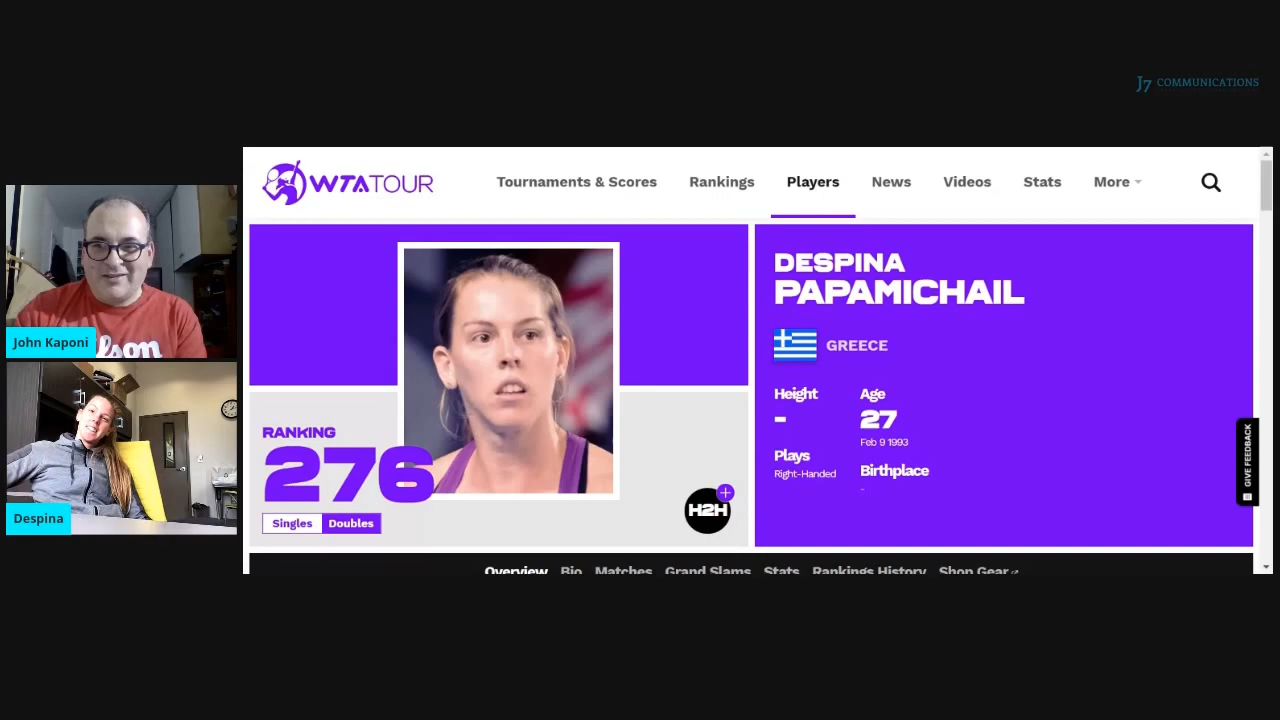 J7 COMMUNICATIONS
WTATOUR
Tournaments & Scores Rankings Players News Videos Stats More
DESPINA
PAPAMICHAIL
GREECE
Height Age
- 27
Feb 9 1993
Plays
Right-Handed
Birthplace
-
RANKING
276
Singles Doubles
H2H
GIVE FEEDBACK
Overview Bio Matches Grand Slams Stats Rankings History Shop Gear
John Kaponi
lson
Despina